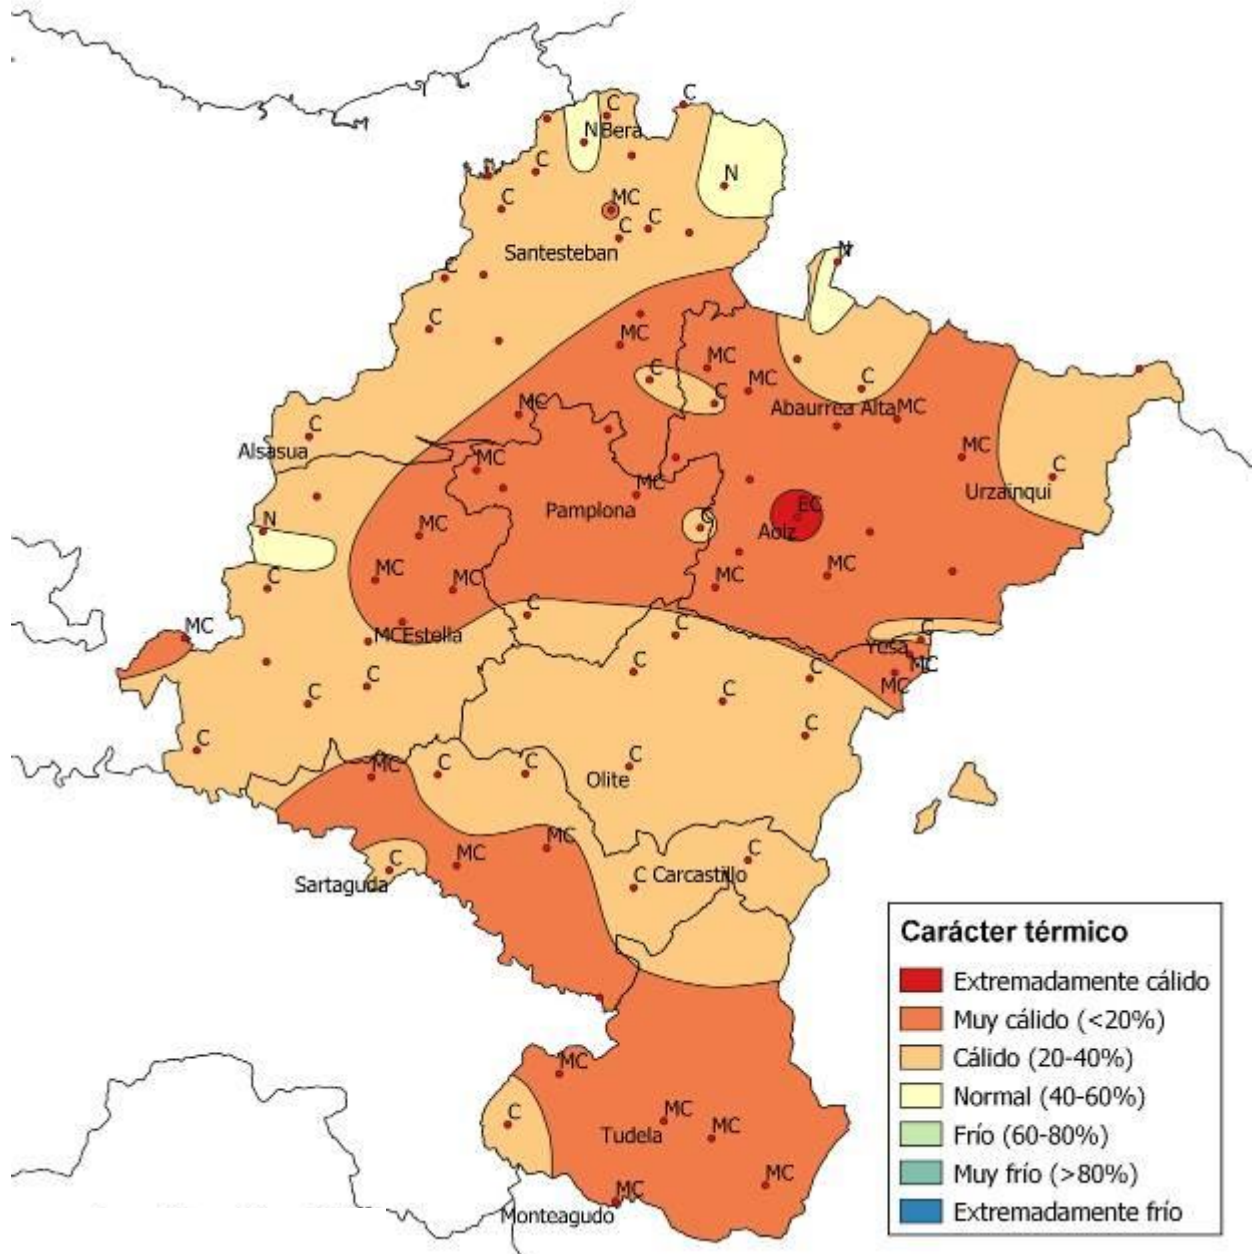 C
C
N Bera
C
N
C
MC
C
C
Santesteban
N
C
C
MC
MC
C
MC
C
C
Abaurrea Alta MC
MC
C
Alsasua
MC
MC
C
Urzainqui
MC
EC
Pamplona
C
Aoiz
N
MC
MC
MC
MC
MC
C
C
MC
MC Estella
C
C
Yesa
MC
MC
C
C
C
C
C
C
C
MC
C
C
C
Olite
MC
MC
C
C
C Carcastillo
Sartaguda
MC
C
MC
Tudela
MC
MC
MC
Monteagudo
Carácter térmico
Extremadamente cálido
Muy cálido (<20%)
Cálido (20-40%)
Normal (40-60%)
Frío (60-80%)
Muy frío (>80%)
Extremadamente frío